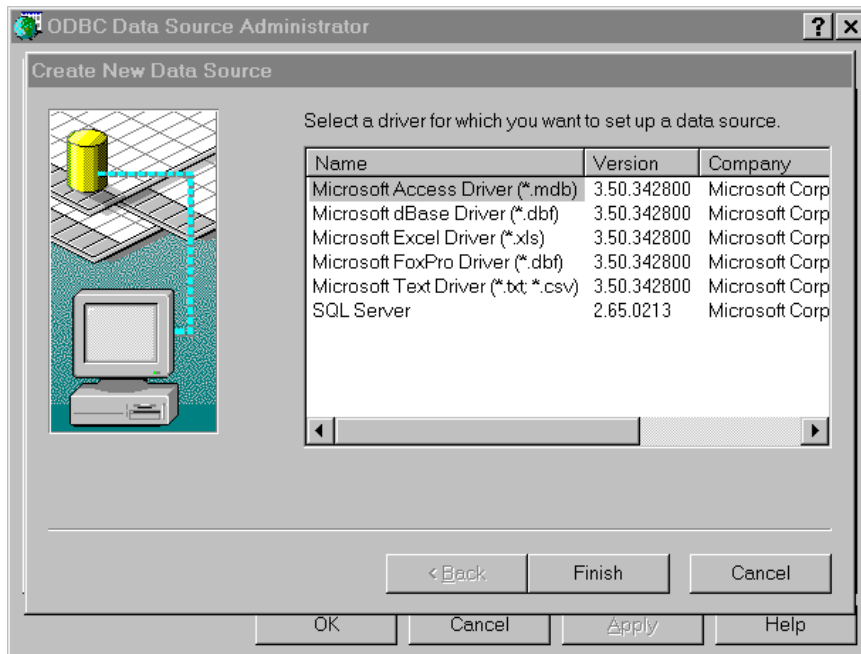 ODBC Data Source Administrator
Create New Data Source
Select a driver for which you want to set up a data source.
Name Version Company
Microsoft Access Driver (*.mdb) 3.50.342800 Microsoft Corp
Microsoft dBase Driver (*.dbf) 3.50.342800 Microsoft Corp
Microsoft Excel Driver (*.xls) 3.50.342800 Microsoft Corp
Microsoft FoxPro Driver (*.dbf) 3.50.342800 Microsoft Corp
Microsoft Text Driver (*.txt; *.csv) 3.50.342800 Microsoft Corp
SQL Server 2.65.0213 Microsoft Corp
< Back Finish Cancel
OK Cancel Apply Help